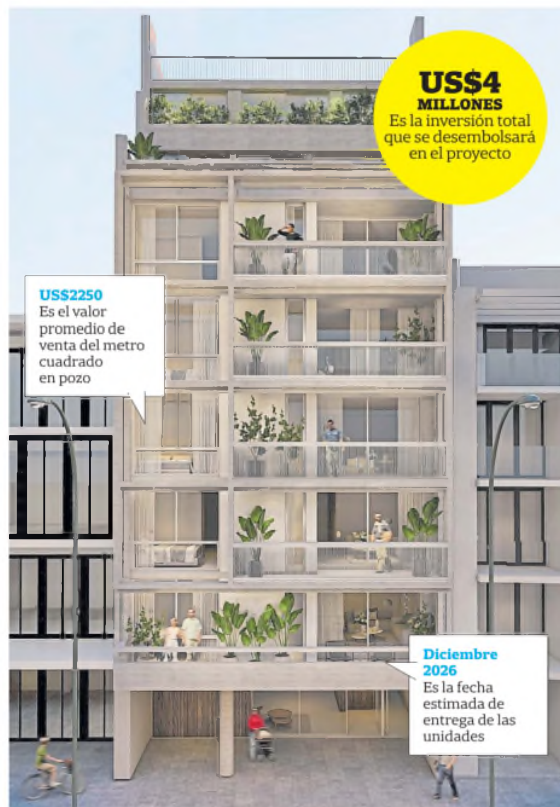 US$4
MILLONES
Es la inversión total
que se desembolsará
en el proyecto
US$2250
Es el valor
promedio de
venta del metro
cuadrado
en pozo
Diciembre
2026
Es la fecha
estimada de
entrega de las
unidades